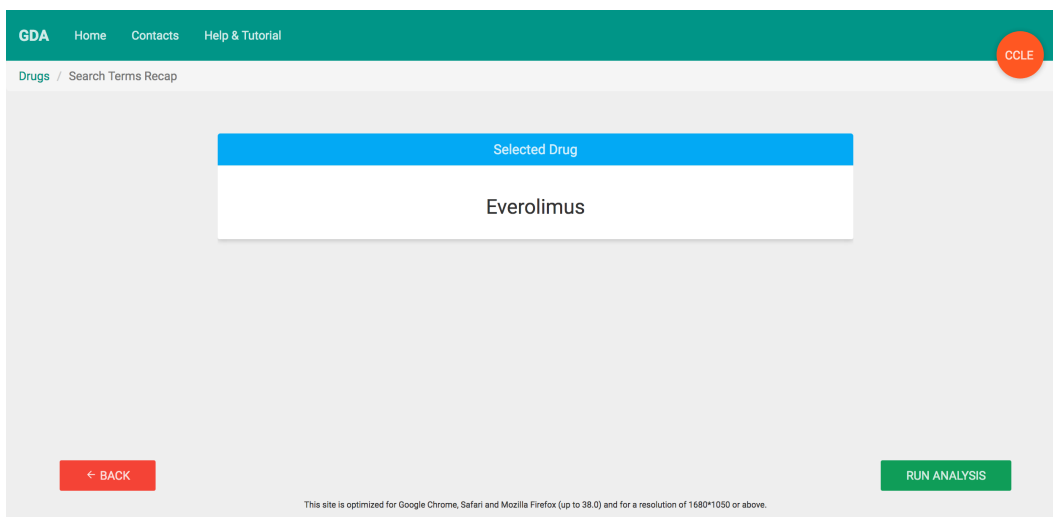 GDA Home Contacts Help & Tutorial
CCLE
Drugs / Search Terms Recap
Selected Drug
Everolimus
← BACK
RUN ANALYSIS
This site is optimized for Google Chrome, Safari and Mozilla Firefox (up to 38.0) and for a resolution of 1680*1050 or above.